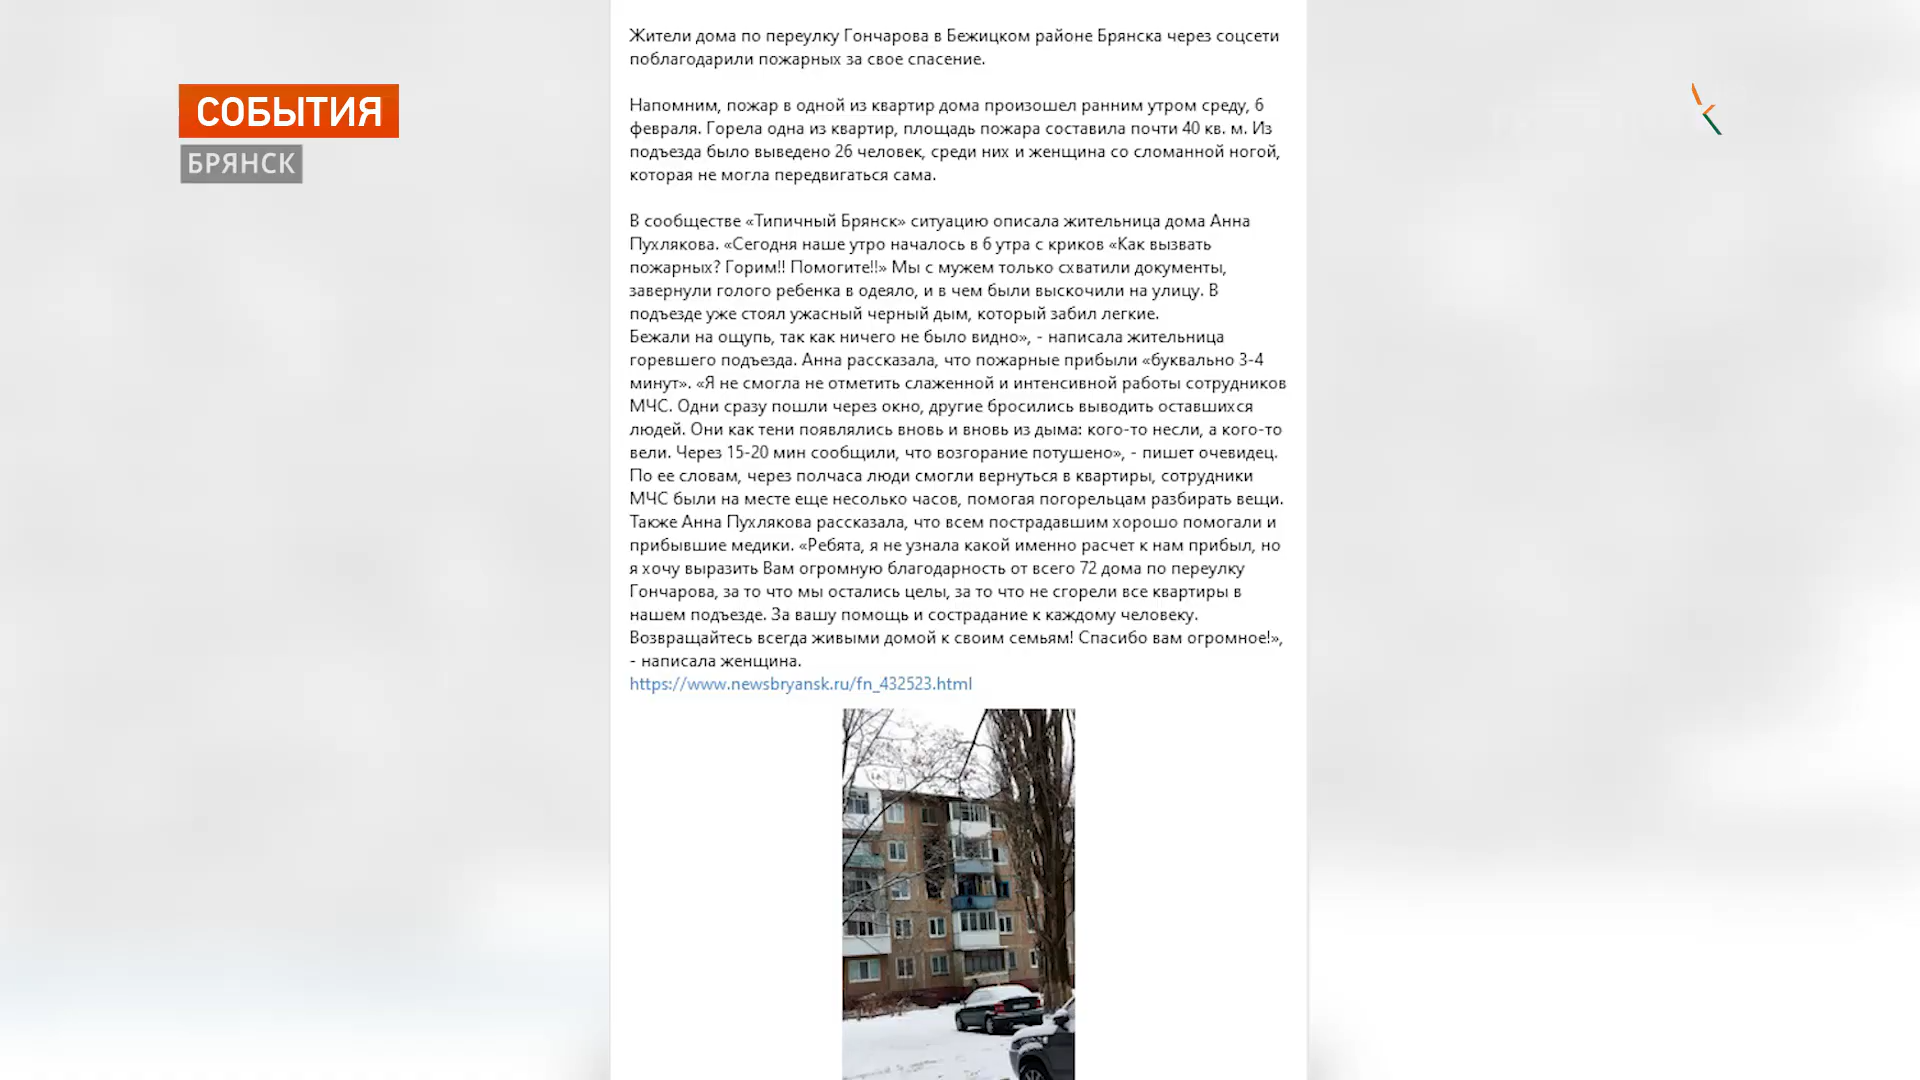 СОБЫТИЯ
БРЯНСК
Жители дома по переулку Гончарова в Бежицком районе Брянска через соцсети
поблагодарили пожарных за свое спасение.
Напомним, пожар в одной из квартир дома произошел ранним утром среду, 6
февраля. Горела одна из квартир, площадь пожара составила почти 40 кв. м. Из
подъезда было выведено 26 человек, среди них и женщина со сломанной ногой,
которая не могла передвигаться сама.
В сообществе «Типичный Брянск» ситуацию описала жительница дома Анна
Пухлякова. «Сегодня наше утро началось в 6 утра с криков «Как вызвать
пожарных? Горим!! Помогите!!» Мы с мужем только схватили документы,
завернули голого ребенка в одеяло, и в чем были выскочили на улицу. В
подъезде уже стоял ужасный черный дым, который забил легкие.
Бежали на ощупь, так как ничего не было видно», - написала жительница
горевшего подъезда. Анна рассказала, что пожарные прибыли «буквально 3-4
минут». «Я не смогла не отметить слаженной и интенсивной работы сотрудников
МЧС. Одни сразу пошли через окно, другие бросились выводить оставшихся
людей. Они как тени появлялись вновь и вновь из дыма: кого-то несли, а кого-то
вели. Через 15-20 мин сообщили, что возгорание потушено», - пишет очевидец.
По ее словам, через полчаса люди смогли вернуться в квартиры, сотрудники
МЧС были на месте еще несолько часов, помогая погорельцам разбирать вещи.
Также Анна Пухлякова рассказала, что всем пострадавшим хорошо помогали и
прибывшие медики. «Ребята, я не узнала какой именно расчет к нам прибыл, но
я хочу выразить Вам огромную благодарность от всего 72 дома по переулку
Гончарова, за то что мы остались целы, за то что не сгорели все квартиры в
нашем подъезде. За вашу помощь и сострадание к каждому человеку.
Возвращайтесь всегда живыми домой к своим семьям! Спасибо вам огромное!»,
- написала женщина.
https://www.newsbryansk.ru/fn_432523.html